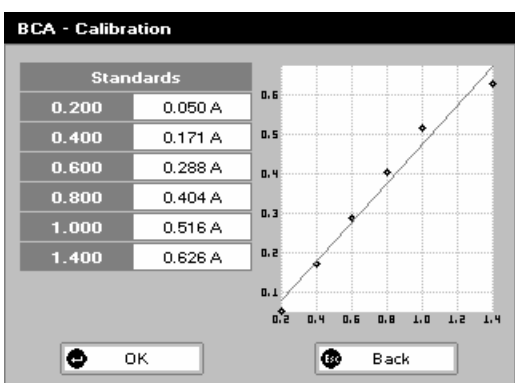 BCA - Calibration
Standards
0.200 0.050 A
0.400 0.171 A
0.600 0.288 A
0.800 0.404 A
1.000 0.516 A
1.400 0.626 A
0.6
0.5
0.4
0.3
0.2
0.1
0.2 0.4 0.6 0.8 1.0 1.2 1.4
OK
Esc Back